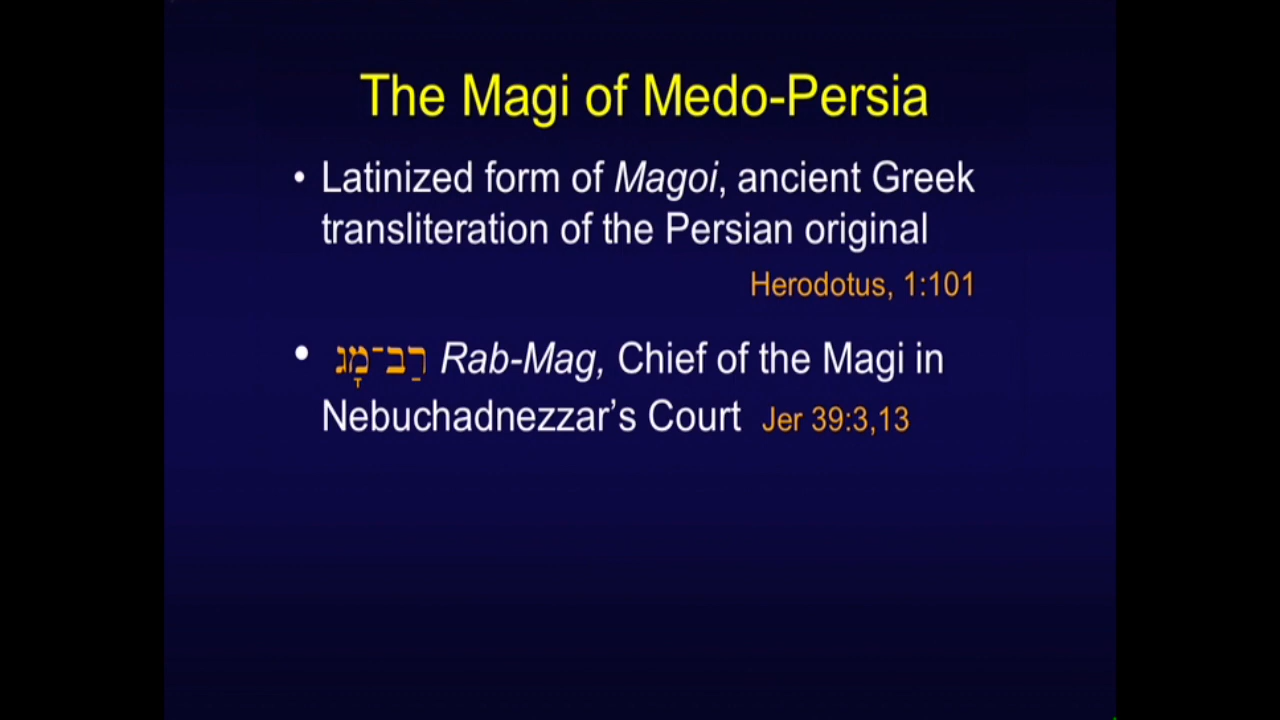 The Magi of Medo-Persia
• Latinized form of Magoi, ancient Greek
transliteration of the Persian original
Herodotus, 1:101
• רַב־מָג Rab-Mag, Chief of the Magi in
Nebuchadnezzar’s Court Jer 39:3,13